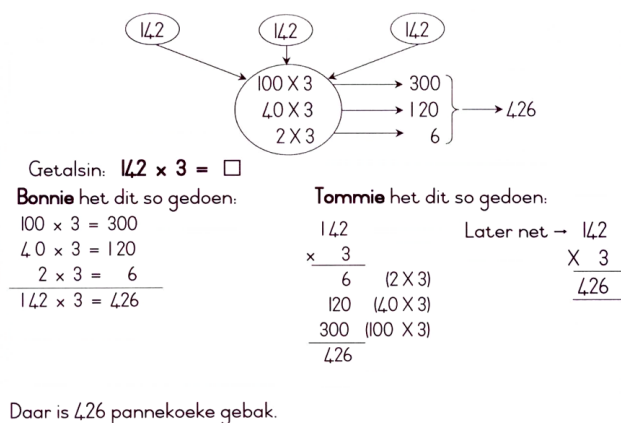 142 142 142
100 X 3 → 300
40 X 3 → 120 → 426
2 X 3 → 6
Getalsin: 142 x 3 = □
Bonnie het dit so gedoen:
100 x 3 = 300
40 x 3 = 120
2 x 3 = 6
142 x 3 = 426
Tommie het dit so gedoen:
142
x 3
6 (2 X 3)
120 (40 X 3)
300 (100 X 3)
426
Later net → 142
X 3
426
Daar is 426 pannekoeke gebak.